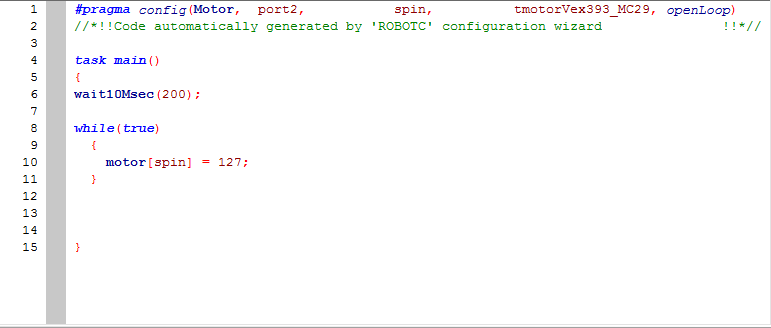 1 #pragma config(Motor, port2, spin, tmotorVex393_MC29, openLoop)
2 //*!!Code automatically generated by 'ROBOTC' configuration wizard !!*//
3
4 task main()
5 {
6 wait10Msec(200);
7
8 while(true)
9 {
10 motor[spin] = 127;
11 }
12
13
14
15 }